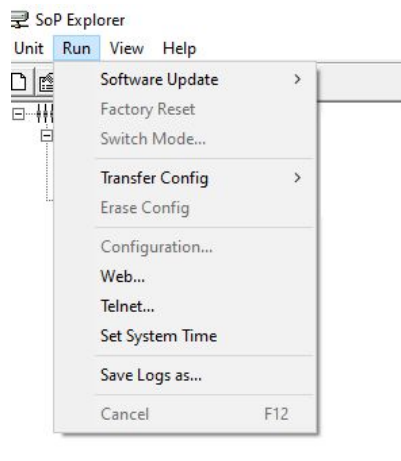 SoP Explorer
Unit Run View Help
Software Update
Factory Reset
Switch Mode...
Transfer Config
Erase Config
Configuration...
Web...
Telnet...
Set System Time
Save Logs as...
Cancel F12